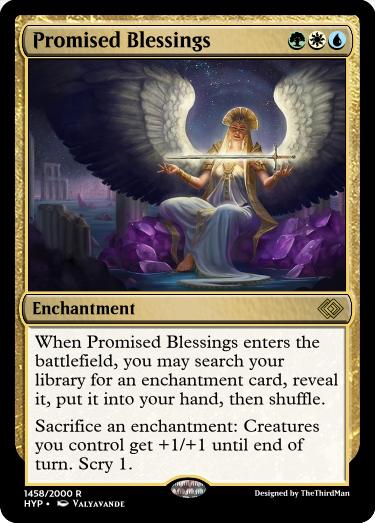 Promised Blessings
Enchantment
When Promised Blessings enters the
battlefield, you may search your
library for an enchantment card, reveal
it, put it into your hand, then shuffle.
Sacrifice an enchantment: Creatures
you control get +1/+1 until end of
turn. Scry 1.
1458/2000 R
HYP • Valyavande
Designed by TheThirdMan